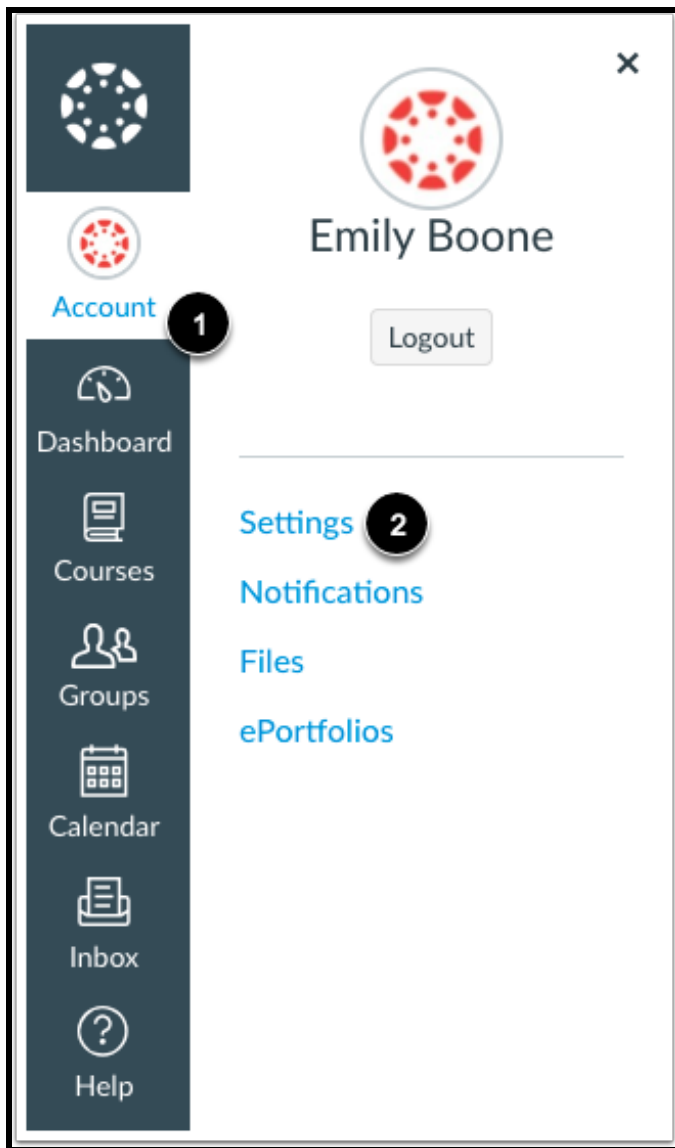 Account
1
Dashboard
Courses
Groups
Calendar
Inbox
?
Help
×
Emily Boone
Logout
Settings 2
Notifications
Files
ePortfolios